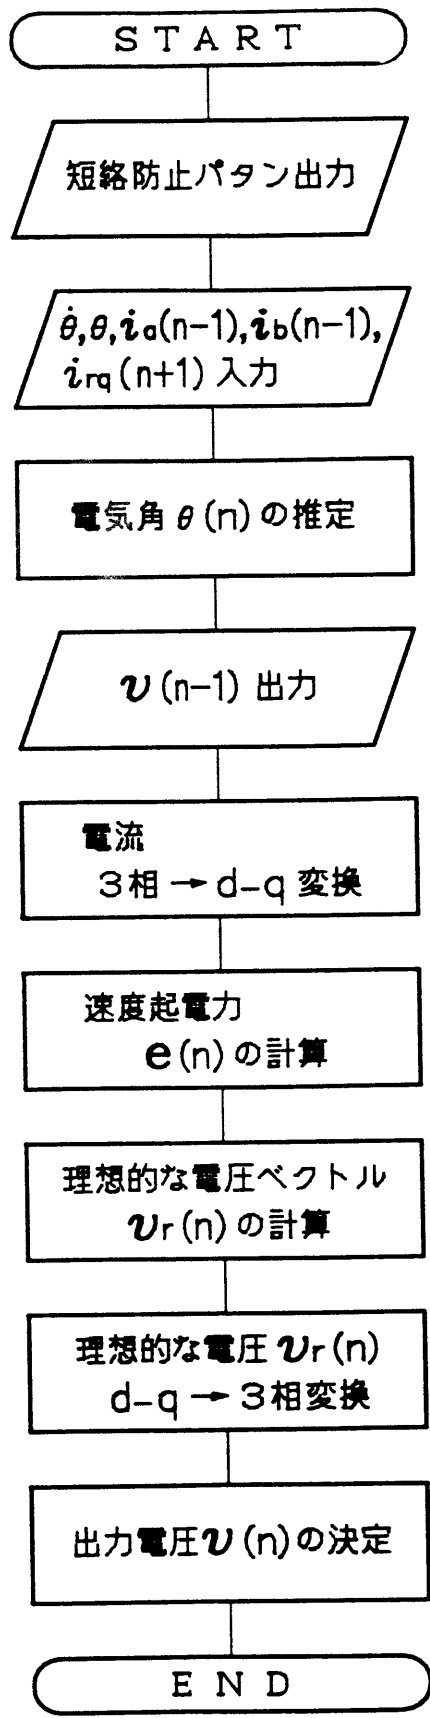 START
短絡防止パタン出力
θ̇,θ,ia(n-1),ib(n-1),
irq(n+1) 入力
電気角 θ(n) の推定
v(n-1) 出力
電流
3相 → d-q 変換
速度起電力
e(n) の計算
理想的な電圧ベクトル
vr(n) の計算
理想的な電圧 vr(n)
d-q → 3相変換
出力電圧 v(n) の決定
END